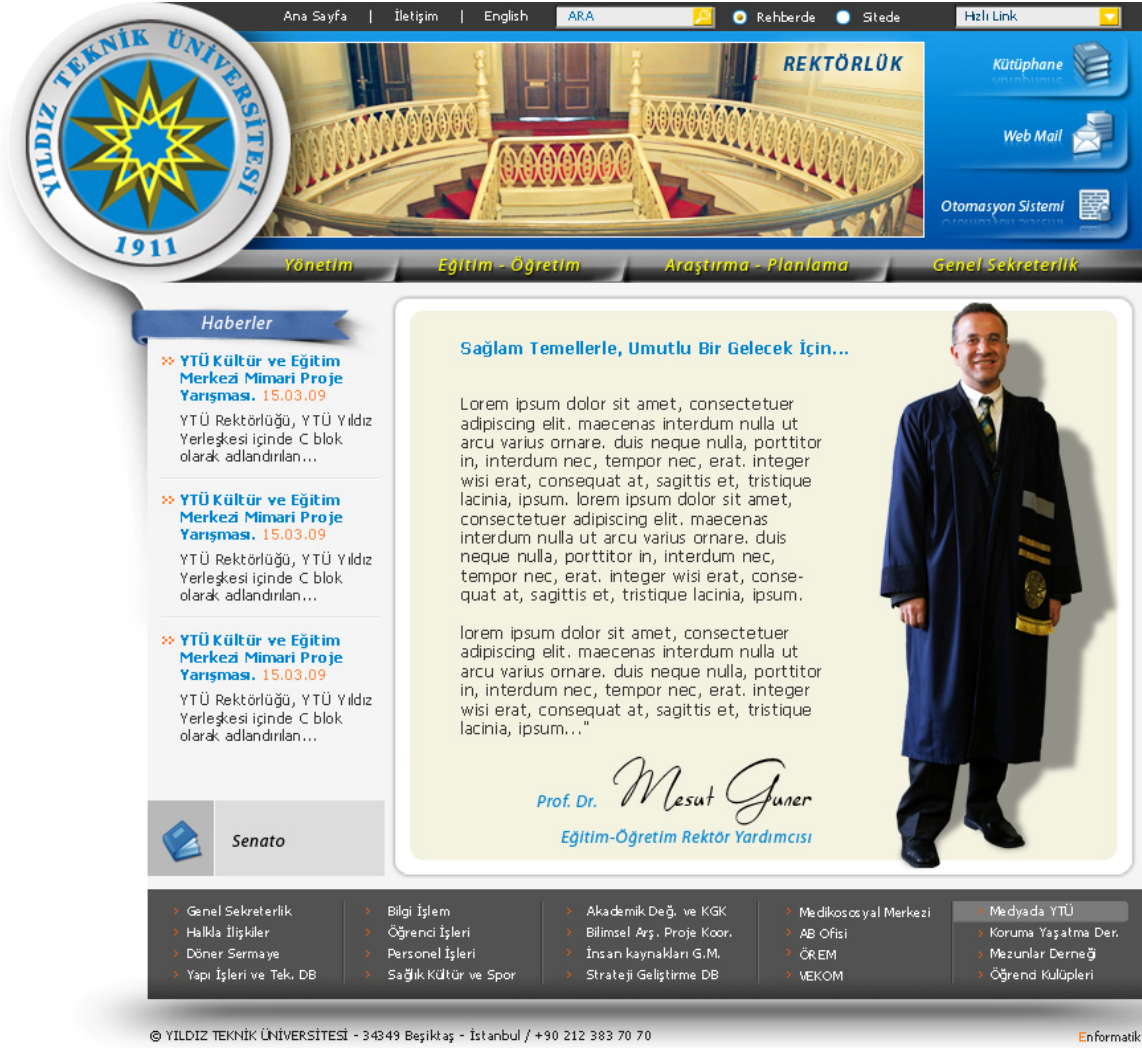 Ana Sayfa | İletişim | English ARA Rehberde Sitede Hızlı Link
YILDIZ TEKNİK ÜNİVERSİTESİ
1911
REKTÖRLÜK
Kütüphane
Web Mail
Otomasyon Sistemi
Yönetim Eğitim - Öğretim Araştırma - Planlama Genel Sekreterlik
Haberler
YTÜ Kültür ve Eğitim
Merkezi Mimari Proje
Yarışması. 15.03.09
YTÜ Rektörlüğü, YTÜ Yıldız
Yerleşkesi içinde C blok
olarak adlandırılan...
YTÜ Kültür ve Eğitim
Merkezi Mimari Proje
Yarışması. 15.03.09
YTÜ Rektörlüğü, YTÜ Yıldız
Yerleşkesi içinde C blok
olarak adlandırılan...
YTÜ Kültür ve Eğitim
Merkezi Mimari Proje
Yarışması. 15.03.09
YTÜ Rektörlüğü, YTÜ Yıldız
Yerleşkesi içinde C blok
olarak adlandırılan...
Senato
Sağlam Temellerle, Umutlu Bir Gelecek İçin...
Lorem ipsum dolor sit amet, consectetuer
adipiscing elit. maecenas interdum nulla ut
arcu varius ornare. duis neque nulla, porttitor
in, interdum nec, tempor nec, erat. integer
wisi erat, consequat at, sagittis et, tristique
lacinia, ipsum. lorem ipsum dolor sit amet,
consectetuer adipiscing elit. maecenas
interdum nulla ut arcu varius ornare. duis
neque nulla, porttitor in, interdum nec,
tempor nec, erat. integer wisi erat, conse-
quat at, sagittis et, tristique lacinia, ipsum.
lorem ipsum dolor sit amet, consectetuer
adipiscing elit. maecenas interdum nulla ut
arcu varius ornare. duis neque nulla, porttitor
in, interdum nec, tempor nec, erat. integer
wisi erat, consequat at, sagittis et, tristique
lacinia, ipsum..."
Prof. Dr. Mesut Guner
Eğitim-Öğretim Rektör Yardımcısı
Genel Sekreterlik
Halkla İlişkiler
Döner Sermaye
Yapı İşleri ve Tek. DB
Bilgi İşlem
Öğrenci İşleri
Personel İşleri
Sağlık Kültür ve Spor
Akademik Değ. ve KGK
Bilimsel Arş. Proje Koor.
İnsan kaynakları G.M.
Strateji Geliştirme DB
Medikososyal Merkezi
AB Ofisi
ÖREM
VEKOM
Medyada YTÜ
Koruma Yaşatma Der.
Mezunlar Derneği
Öğrenci Kulüpleri
© YILDIZ TEKNİK ÜNİVERSİTESİ - 34349 Beşiktaş - İstanbul / +90 212 383 70 70
Enformatik